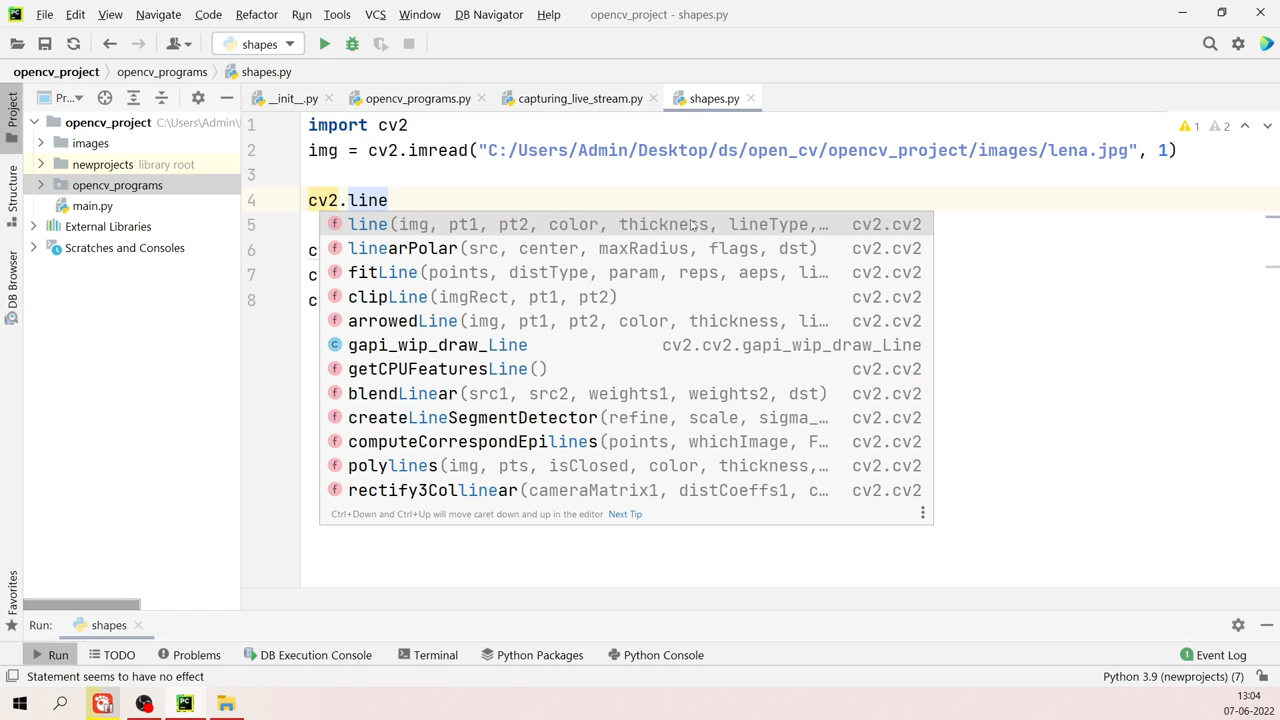 File Edit View Navigate Code Refactor Run Tools VCS Window DB Navigator Help opencv_project - shapes.py
shapes
opencv_project opencv_programs shapes.py
Project
Structure
DB Browser
Favorites
Pr...
__init__.py opencv_programs.py capturing_live_stream.py shapes.py
opencv_project C:\Users\Admin\
images
newprojects library root
opencv_programs
main.py
External Libraries
Scratches and Consoles
1 import cv2
2 img = cv2.imread("C:/Users/Admin/Desktop/ds/open_cv/opencv_project/images/lena.jpg", 1)
3
4 cv2.line
5
6 c
7 c
8 c
1 2
line(img, pt1, pt2, color, thickness, lineType,… cv2.cv2
linearPolar(src, center, maxRadius, flags, dst) cv2.cv2
fitLine(points, distType, param, reps, aeps, li… cv2.cv2
clipLine(imgRect, pt1, pt2) cv2.cv2
arrowedLine(img, pt1, pt2, color, thickness, li… cv2.cv2
gapi_wip_draw_Line cv2.cv2.gapi_wip_draw_Line
getCPUFeaturesLine() cv2.cv2
blendLinear(src1, src2, weights1, weights2, dst) cv2.cv2
createLineSegmentDetector(refine, scale, sigma_… cv2.cv2
computeCorrespondEpilines(points, whichImage, F… cv2.cv2
polylines(img, pts, isClosed, color, thickness,… cv2.cv2
rectify3Collinear(cameraMatrix1, distCoeffs1, c… cv2.cv2
Ctrl+Down and Ctrl+Up will move caret down and up in the editor Next Tip
Run: shapes
Run TODO Problems DB Execution Console Terminal Python Packages Python Console 1 Event Log
Statement seems to have no effect Python 3.9 (newprojects) (7)
13:04
07-06-2022